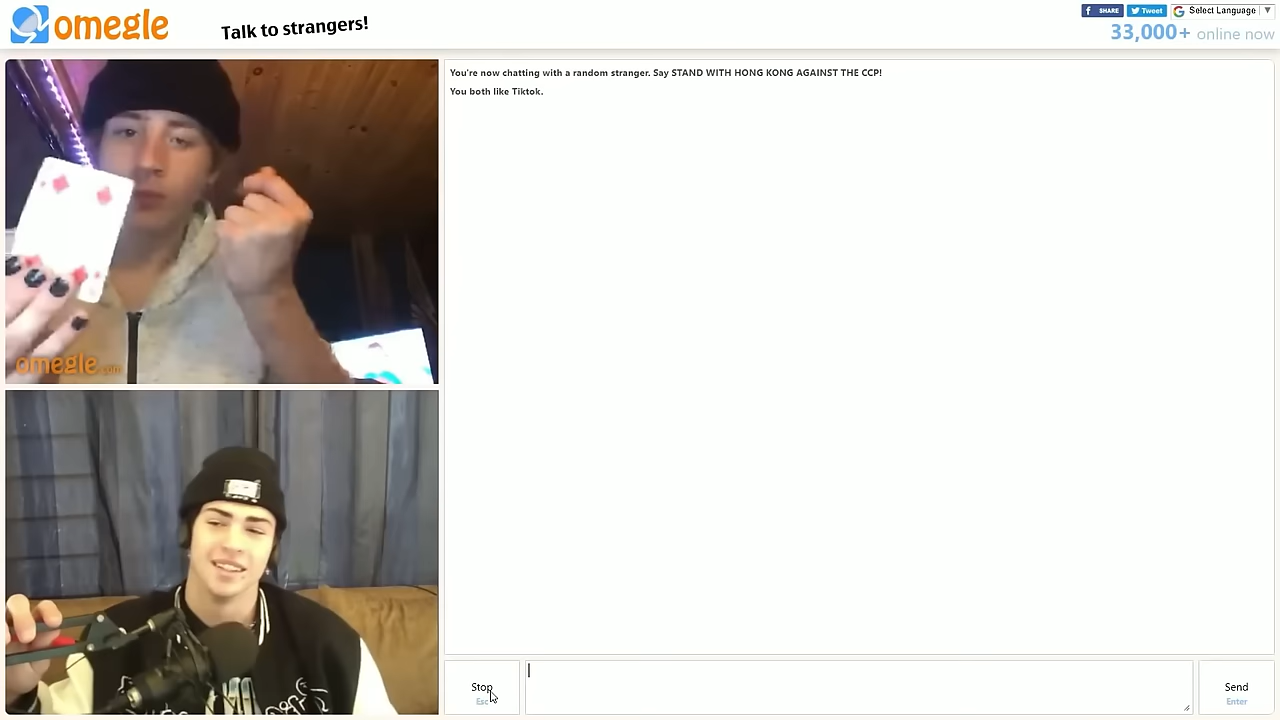 omegle
Talk to strangers!
SHARE
Tweet
Select Language
33,000+ online now
You're now chatting with a random stranger. Say STAND WITH HONG KONG AGAINST THE CCP!
You both like Tiktok.
omegle.com
Stop
Esc
Send
Enter